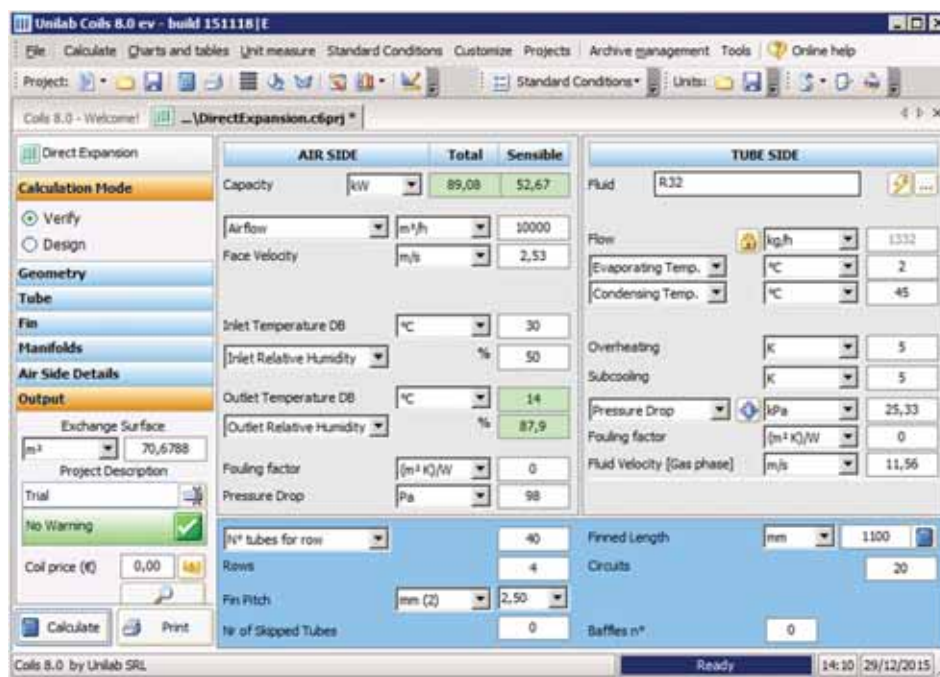 Unilab Coils 8.0 ev - build 151118|E
File Calculate Charts and tables Unit measure Standard Conditions Customize Projects Archive management Tools Online help
Project: Standard Conditions Units:
Coils 8.0 - Welcome! ...\DirectExpansion.c6prj *
Direct Expansion
Calculation Mode
Verify
Design
Geometry
Tube
Fin
Manifolds
Air Side Details
Output
Exchange Surface
m² 70,6788
Project Description
Trial
No Warning
Coil price (€) 0,00
Calculate Print
AIR SIDE Total Sensible
Capacity kW 89,08 52,67
Airflow m³/h 10000
Face Velocity m/s 2,53
Inlet Temperature DB °C 30
Inlet Relative Humidity % 50
Outlet Temperature DB °C 14
Outlet Relative Humidity % 87,9
Fouling factor (m² K)/W 0
Pressure Drop Pa 98
TUBE SIDE
Fluid R32 ...
Flow kg/h 1332
Evaporating Temp. °C 2
Condensing Temp. °C 45
Overheating K 5
Subcooling K 5
Pressure Drop kPa 25,33
Fouling factor (m² K)/W 0
Fluid Velocity [Gas phase] m/s 11,56
N° tubes for row 40
Rows 4
Fin Pitch mm (2) 2,50
Nr of Skipped Tubes 0
Finned Length mm 1100
Circuits 20
Baffles n° 0
Coils 8.0 by Unilab SRL Ready 14:10 29/12/2015